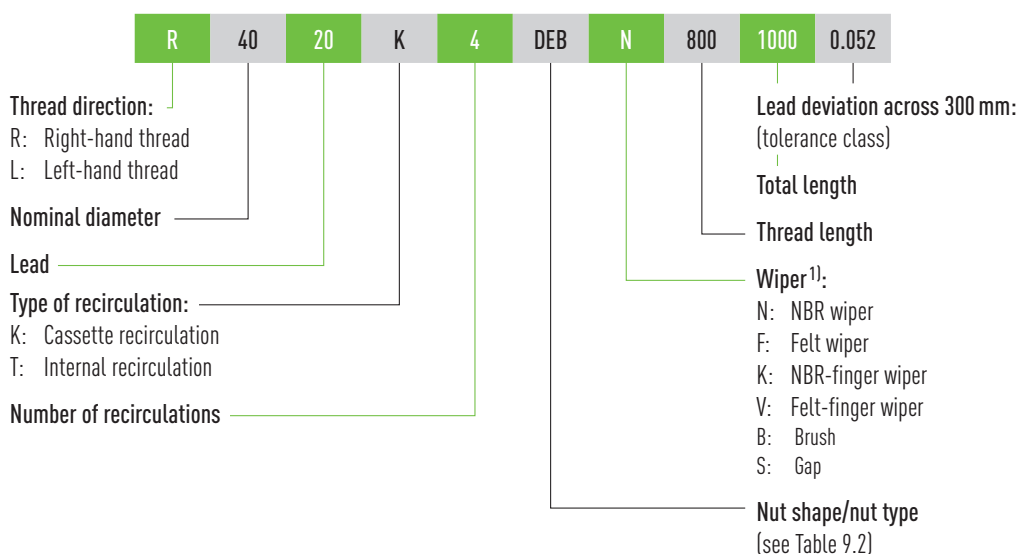 R 40 20 K 4 DEB N 800 1000 0.052
Thread direction:
R: Right-hand thread
L: Left-hand thread
Nominal diameter
Lead
Type of recirculation:
K: Cassette recirculation
T: Internal recirculation
Number of recirculations
Lead deviation across 300 mm:
(tolerance class)
Total length
Thread length
Wiper 1):
N: NBR wiper
F: Felt wiper
K: NBR-finger wiper
V: Felt-finger wiper
B: Brush
S: Gap
Nut shape/nut type
(see Table 9.2)